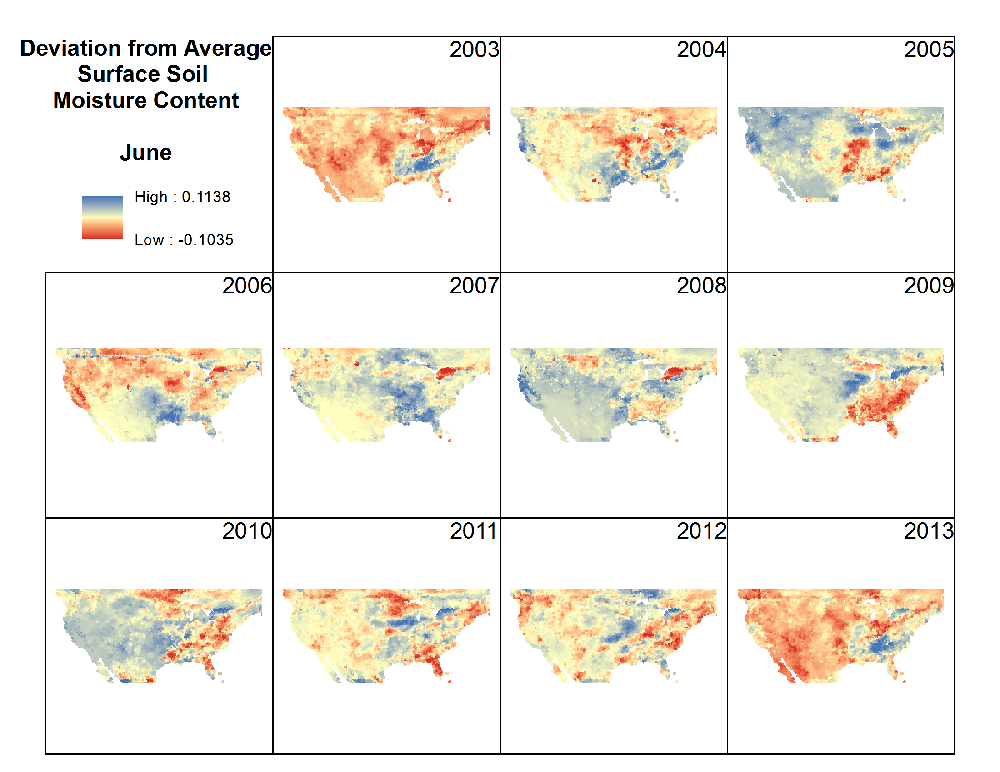 Deviation from Average
Surface Soil
Moisture Content
June
High : 0.1138
Low : -0.1035
2003
2004
2005
2006
2007
2008
2009
2010
2011
2012
2013